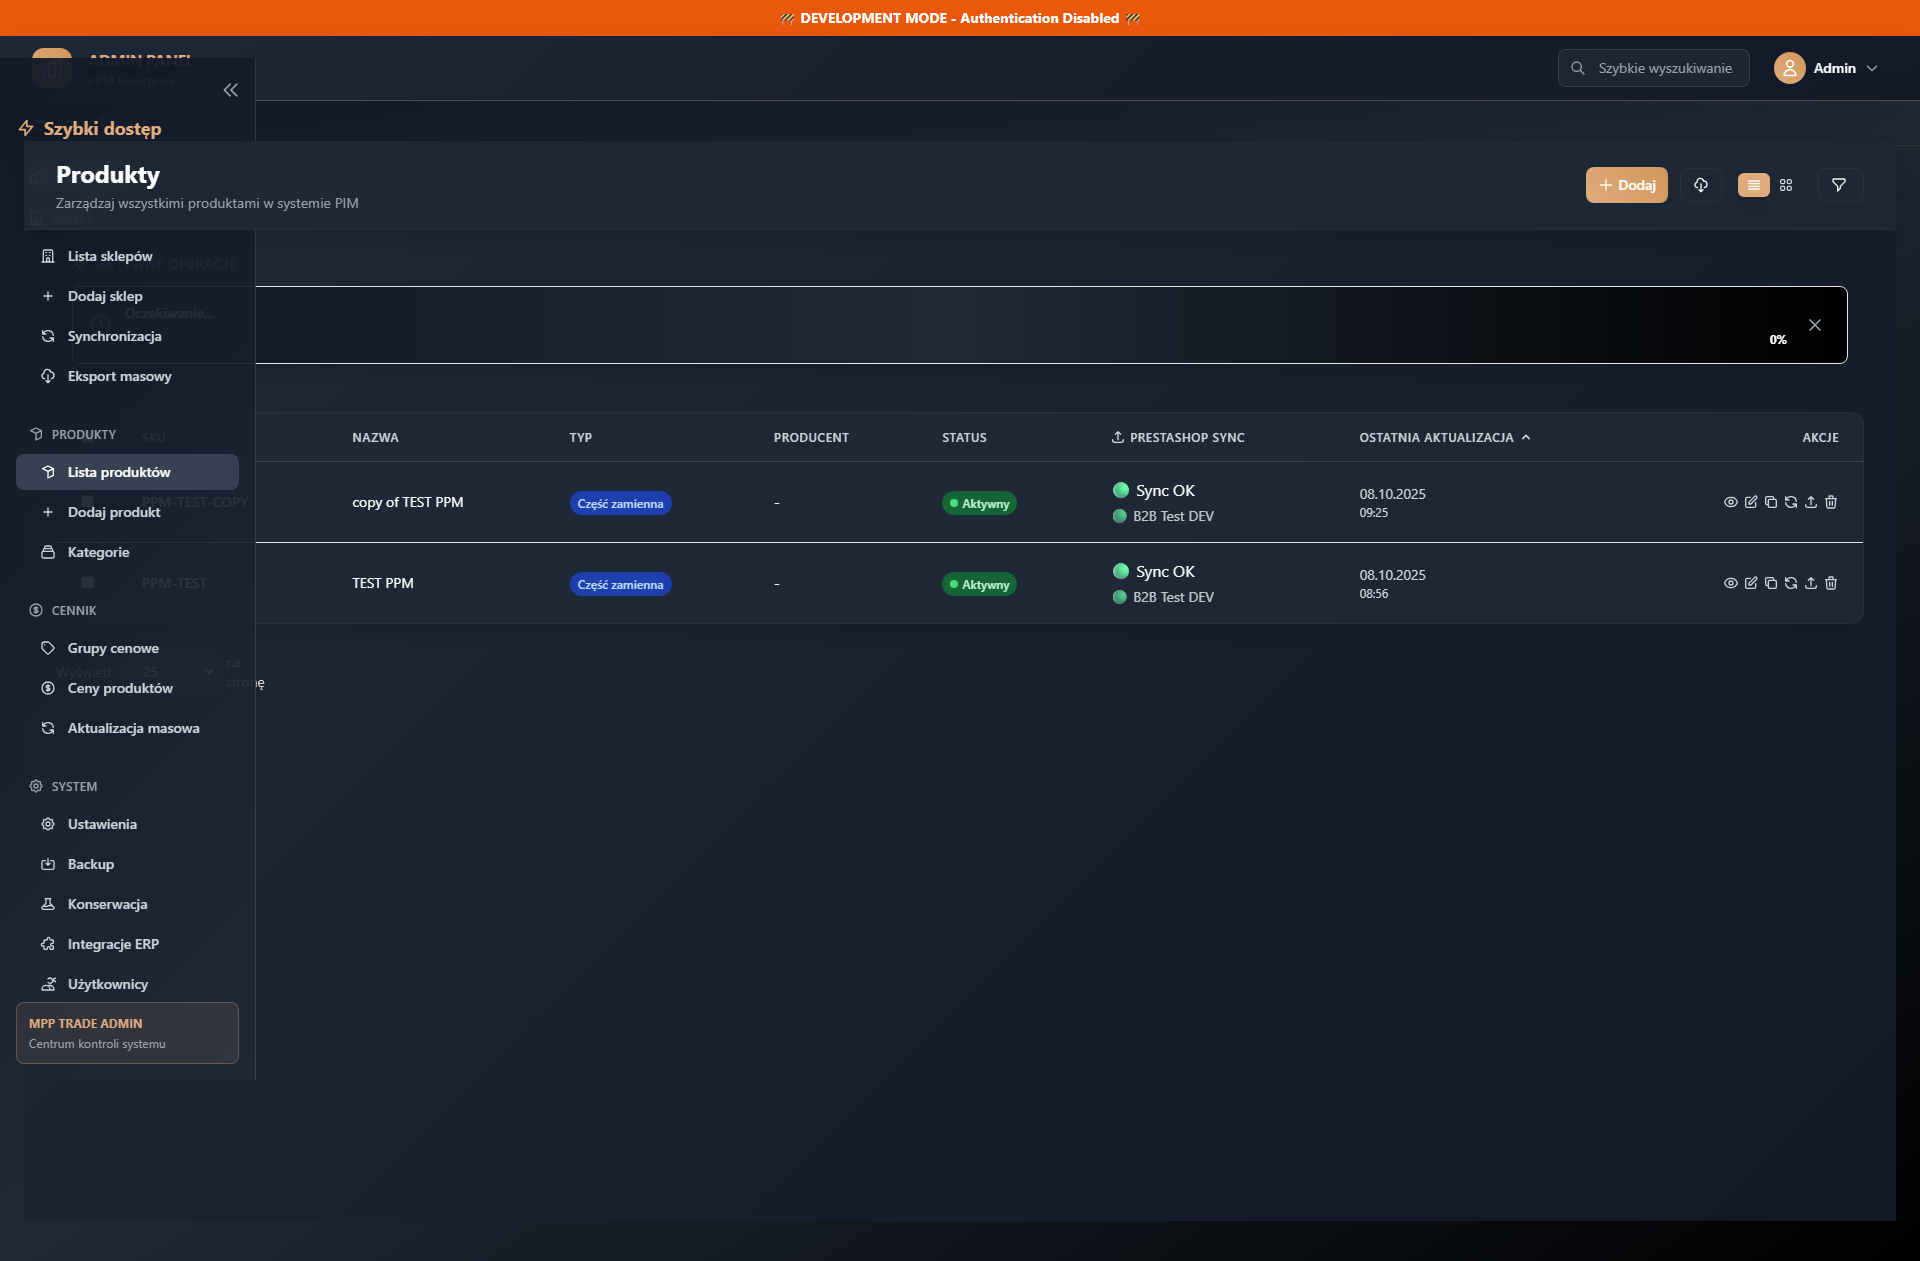 🚧 DEVELOPMENT MODE - Authentication Disabled 🚧
ADMIN PANEL
PPM Enterprise
Szybkie wyszukiwanie
Admin
Szybki dostęp
Produkty
Zarządzaj wszystkimi produktami w systemie PIM
Dodaj
Lista sklepów
OPERACJE
Dodaj sklep
Oczekiwanie...
Synchronizacja
0%
Eksport masowy
PRODUKTY
SKU
NAZWA
TYP
PRODUCENT
STATUS
PRESTASHOP SYNC
OSTATNIA AKTUALIZACJA
AKCJE
Lista produktów
PPM-TEST-COPY
copy of TEST PPM
Część zamienna
-
Aktywny
Sync OK
B2B Test DEV
08.10.2025
09:25
Dodaj produkt
Kategorie
PPM-TEST
TEST PPM
Część zamienna
-
Aktywny
Sync OK
B2B Test DEV
08.10.2025
08:56
CENNIK
Grupy cenowe
Wyświetl:
25
na
stronę
Ceny produktów
Aktualizacja masowa
SYSTEM
Ustawienia
Backup
Konserwacja
Integracje ERP
Użytkownicy
MPP TRADE ADMIN
Centrum kontroli systemu